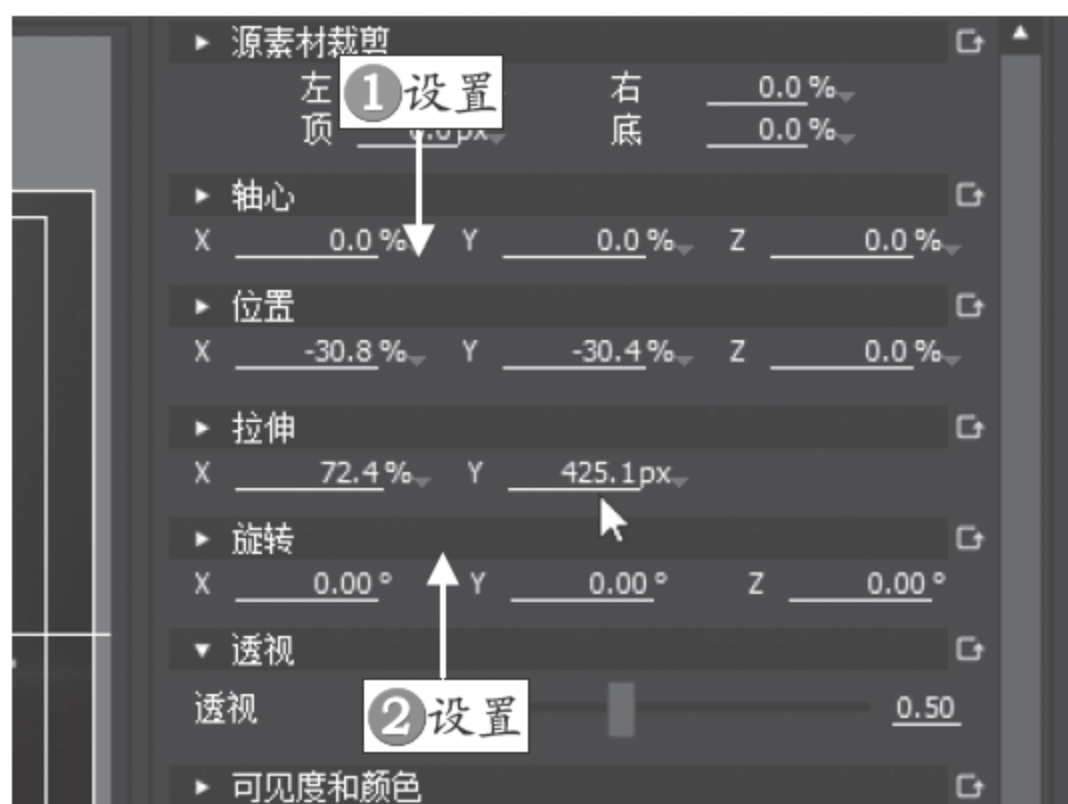 源素材裁剪
左 ①设置 右 0.0 %
顶 底 0.0 %
轴心
X 0.0 % Y 0.0 % Z 0.0 %
位置
X -30.8 % Y -30.4 % Z 0.0 %
拉伸
X 72.4 % Y 425.1 px
旋转
X 0.00 ° Y 0.00 ° Z 0.00 °
透视
透视 ②设置 0.50
可见度和颜色